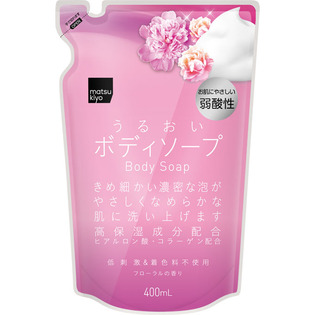 matsu
kiyo
お肌にやさしい
弱酸性
うるおい
ボディソープ
Body Soap
きめ細かい濃密な泡が
やさしくなめらかな
肌に洗い上げます
高保湿成分配合
ヒアルロン酸・コラーゲン配合
低刺激&着色料不使用
フローラルの香り
400mL